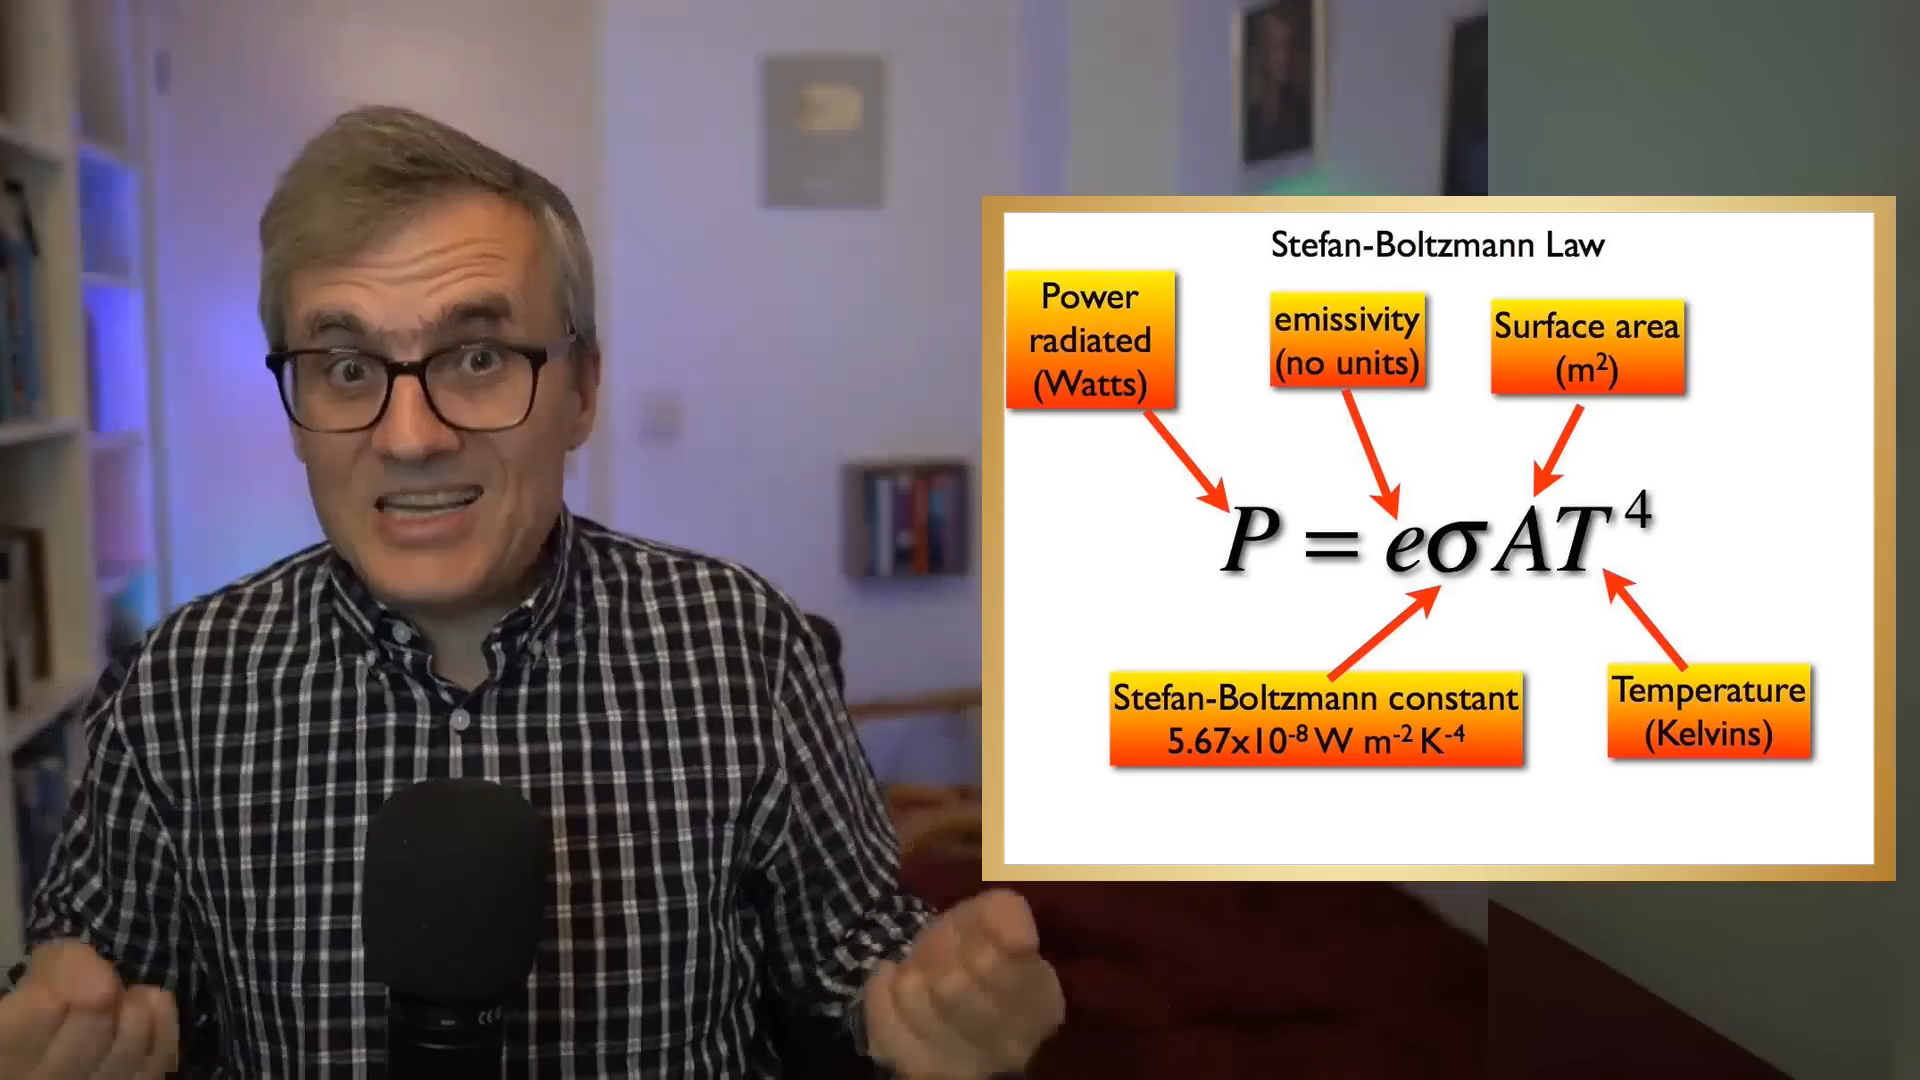 Stefan-Boltzmann Law
Power
radiated
(Watts)
emissivity
(no units)
Surface area
(m²)
P = eσAT⁴
Stefan-Boltzmann constant
5.67x10⁻⁸ W m⁻² K⁻⁴
Temperature
(Kelvins)